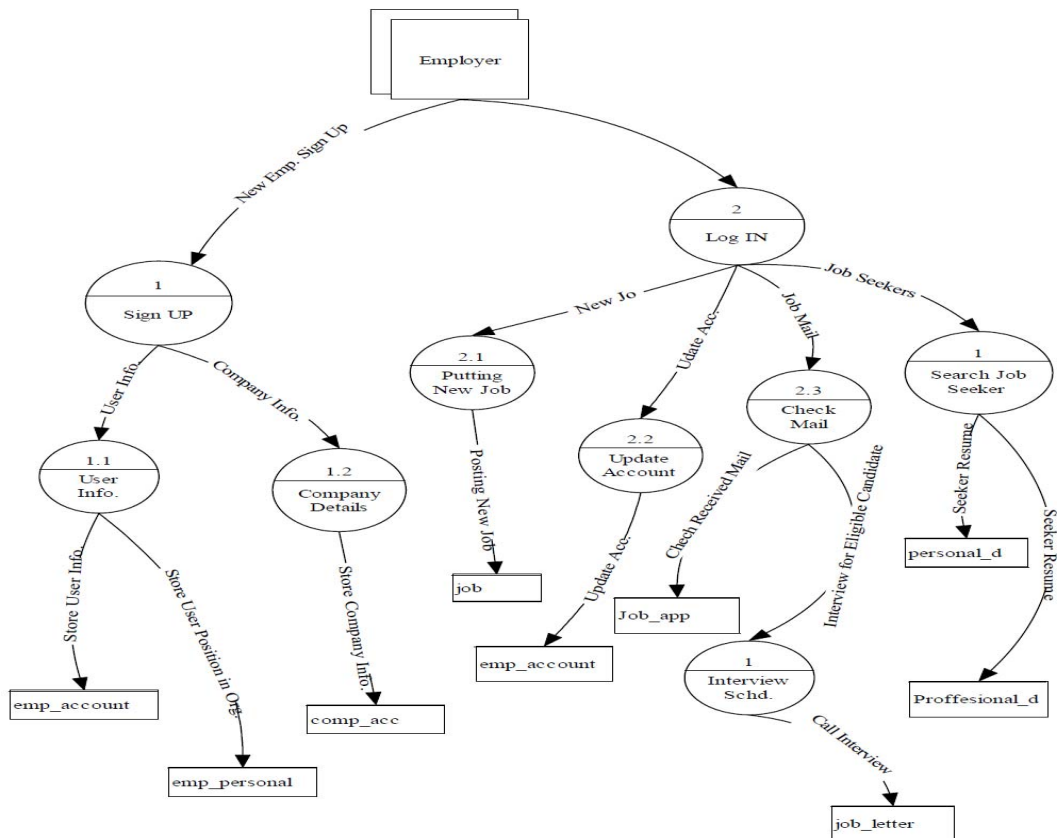 Employer
New Emp. Sign Up
2
Log IN
1
Sign UP
New Jo
Udate Acc.
Job Mail
Job Seekers
User Info.
Company Info.
2.1
Putting
New Job
1
Search Job
Seeker
2.3
Check
Mail
1.1
User
Info.
1.2
Company
Details
2.2
Update
Account
Posting New Job
Chech Received Mail
Interview for Eligible Candidate
Seeker Resume
Seeker Resume
Store User Info.
Store User Position in Org.
Store Company Info.
Update Acc.
personal_d
job
Job_app
emp_account
1
Interview
Schd.
emp_account
comp_acc
Proffesional_d
Call Interview
emp_personal
job_letter